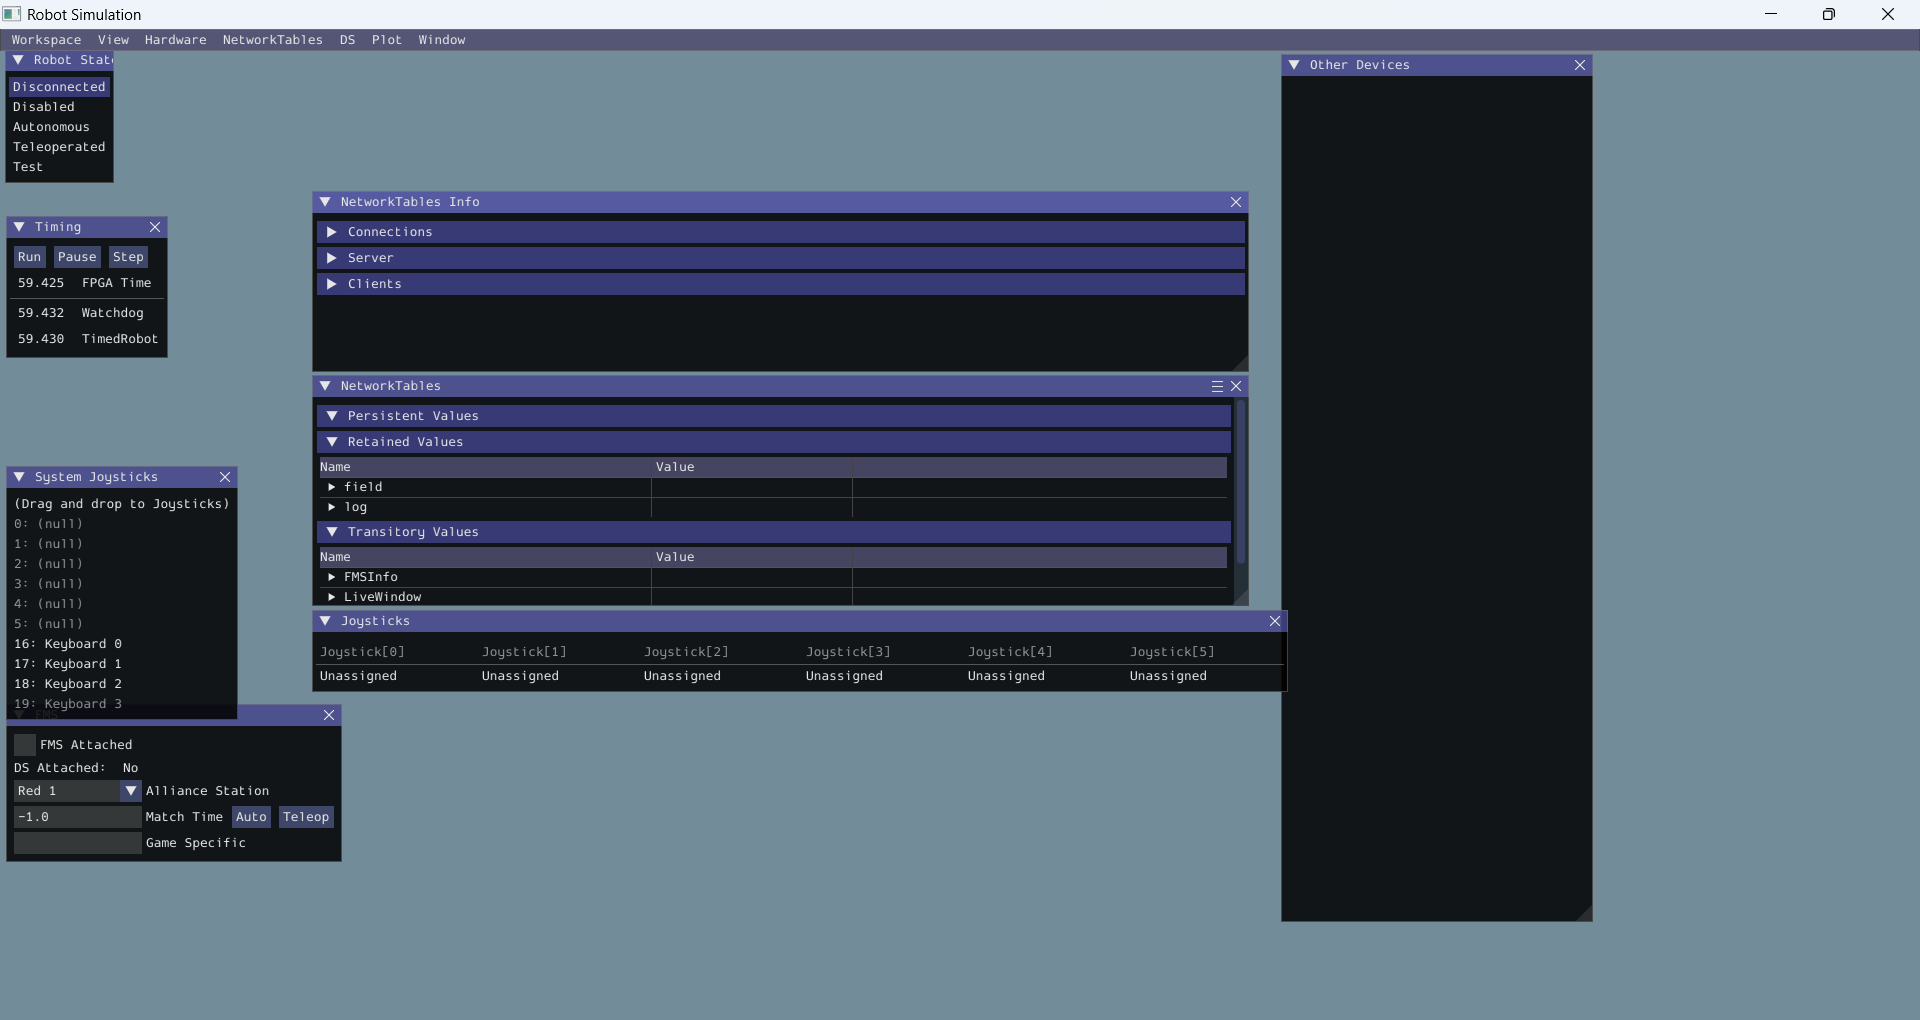 Robot Simulation
Workspace View Hardware NetworkTables DS Plot Window
Robot Stat
Disconnected
Disabled
Autonomous
Teleoperated
Test
Timing
Run Pause Step
59.425 FPGA Time
59.432 Watchdog
59.430 TimedRobot
System Joysticks
(Drag and drop to Joysticks)
0: (null)
1: (null)
2: (null)
3: (null)
4: (null)
5: (null)
16: Keyboard 0
17: Keyboard 1
18: Keyboard 2
19: Keyboard 3
FMS
FMS Attached
DS Attached: No
Red 1 Alliance Station
-1.0 Match Time Auto Teleop
Game Specific
NetworkTables Info
Connections
Server
Clients
NetworkTables
Persistent Values
Retained Values
Name Value
field
log
Transitory Values
Name Value
FMSInfo
LiveWindow
Joysticks
Joystick[0] Joystick[1] Joystick[2] Joystick[3] Joystick[4] Joystick[5]
Unassigned Unassigned Unassigned Unassigned Unassigned Unassigned
Other Devices